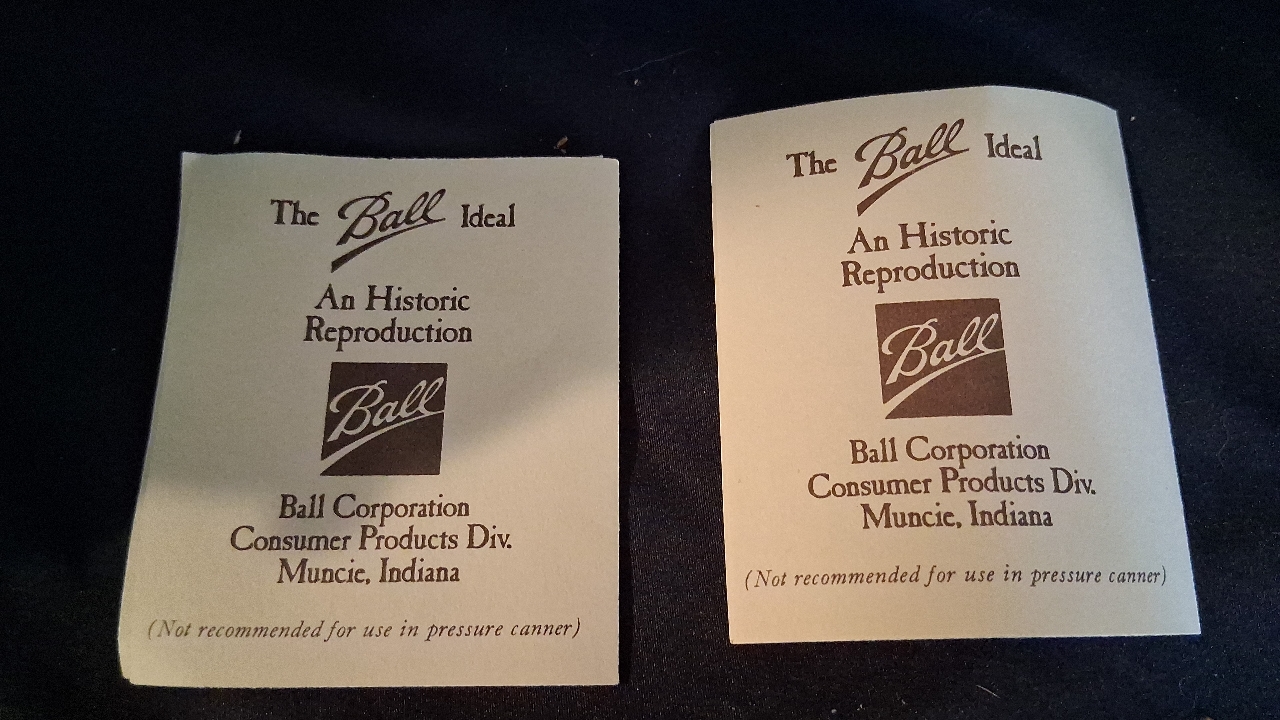 The Ball Ideal
An Historic
Reproduction
Ball
Ball Corporation
Consumer Products Div.
Muncie, Indiana
(Not recommended for use in pressure canner)
The Ball Ideal
An Historic
Reproduction
Ball
Ball Corporation
Consumer Products Div.
Muncie, Indiana
(Not recommended for use in pressure canner)